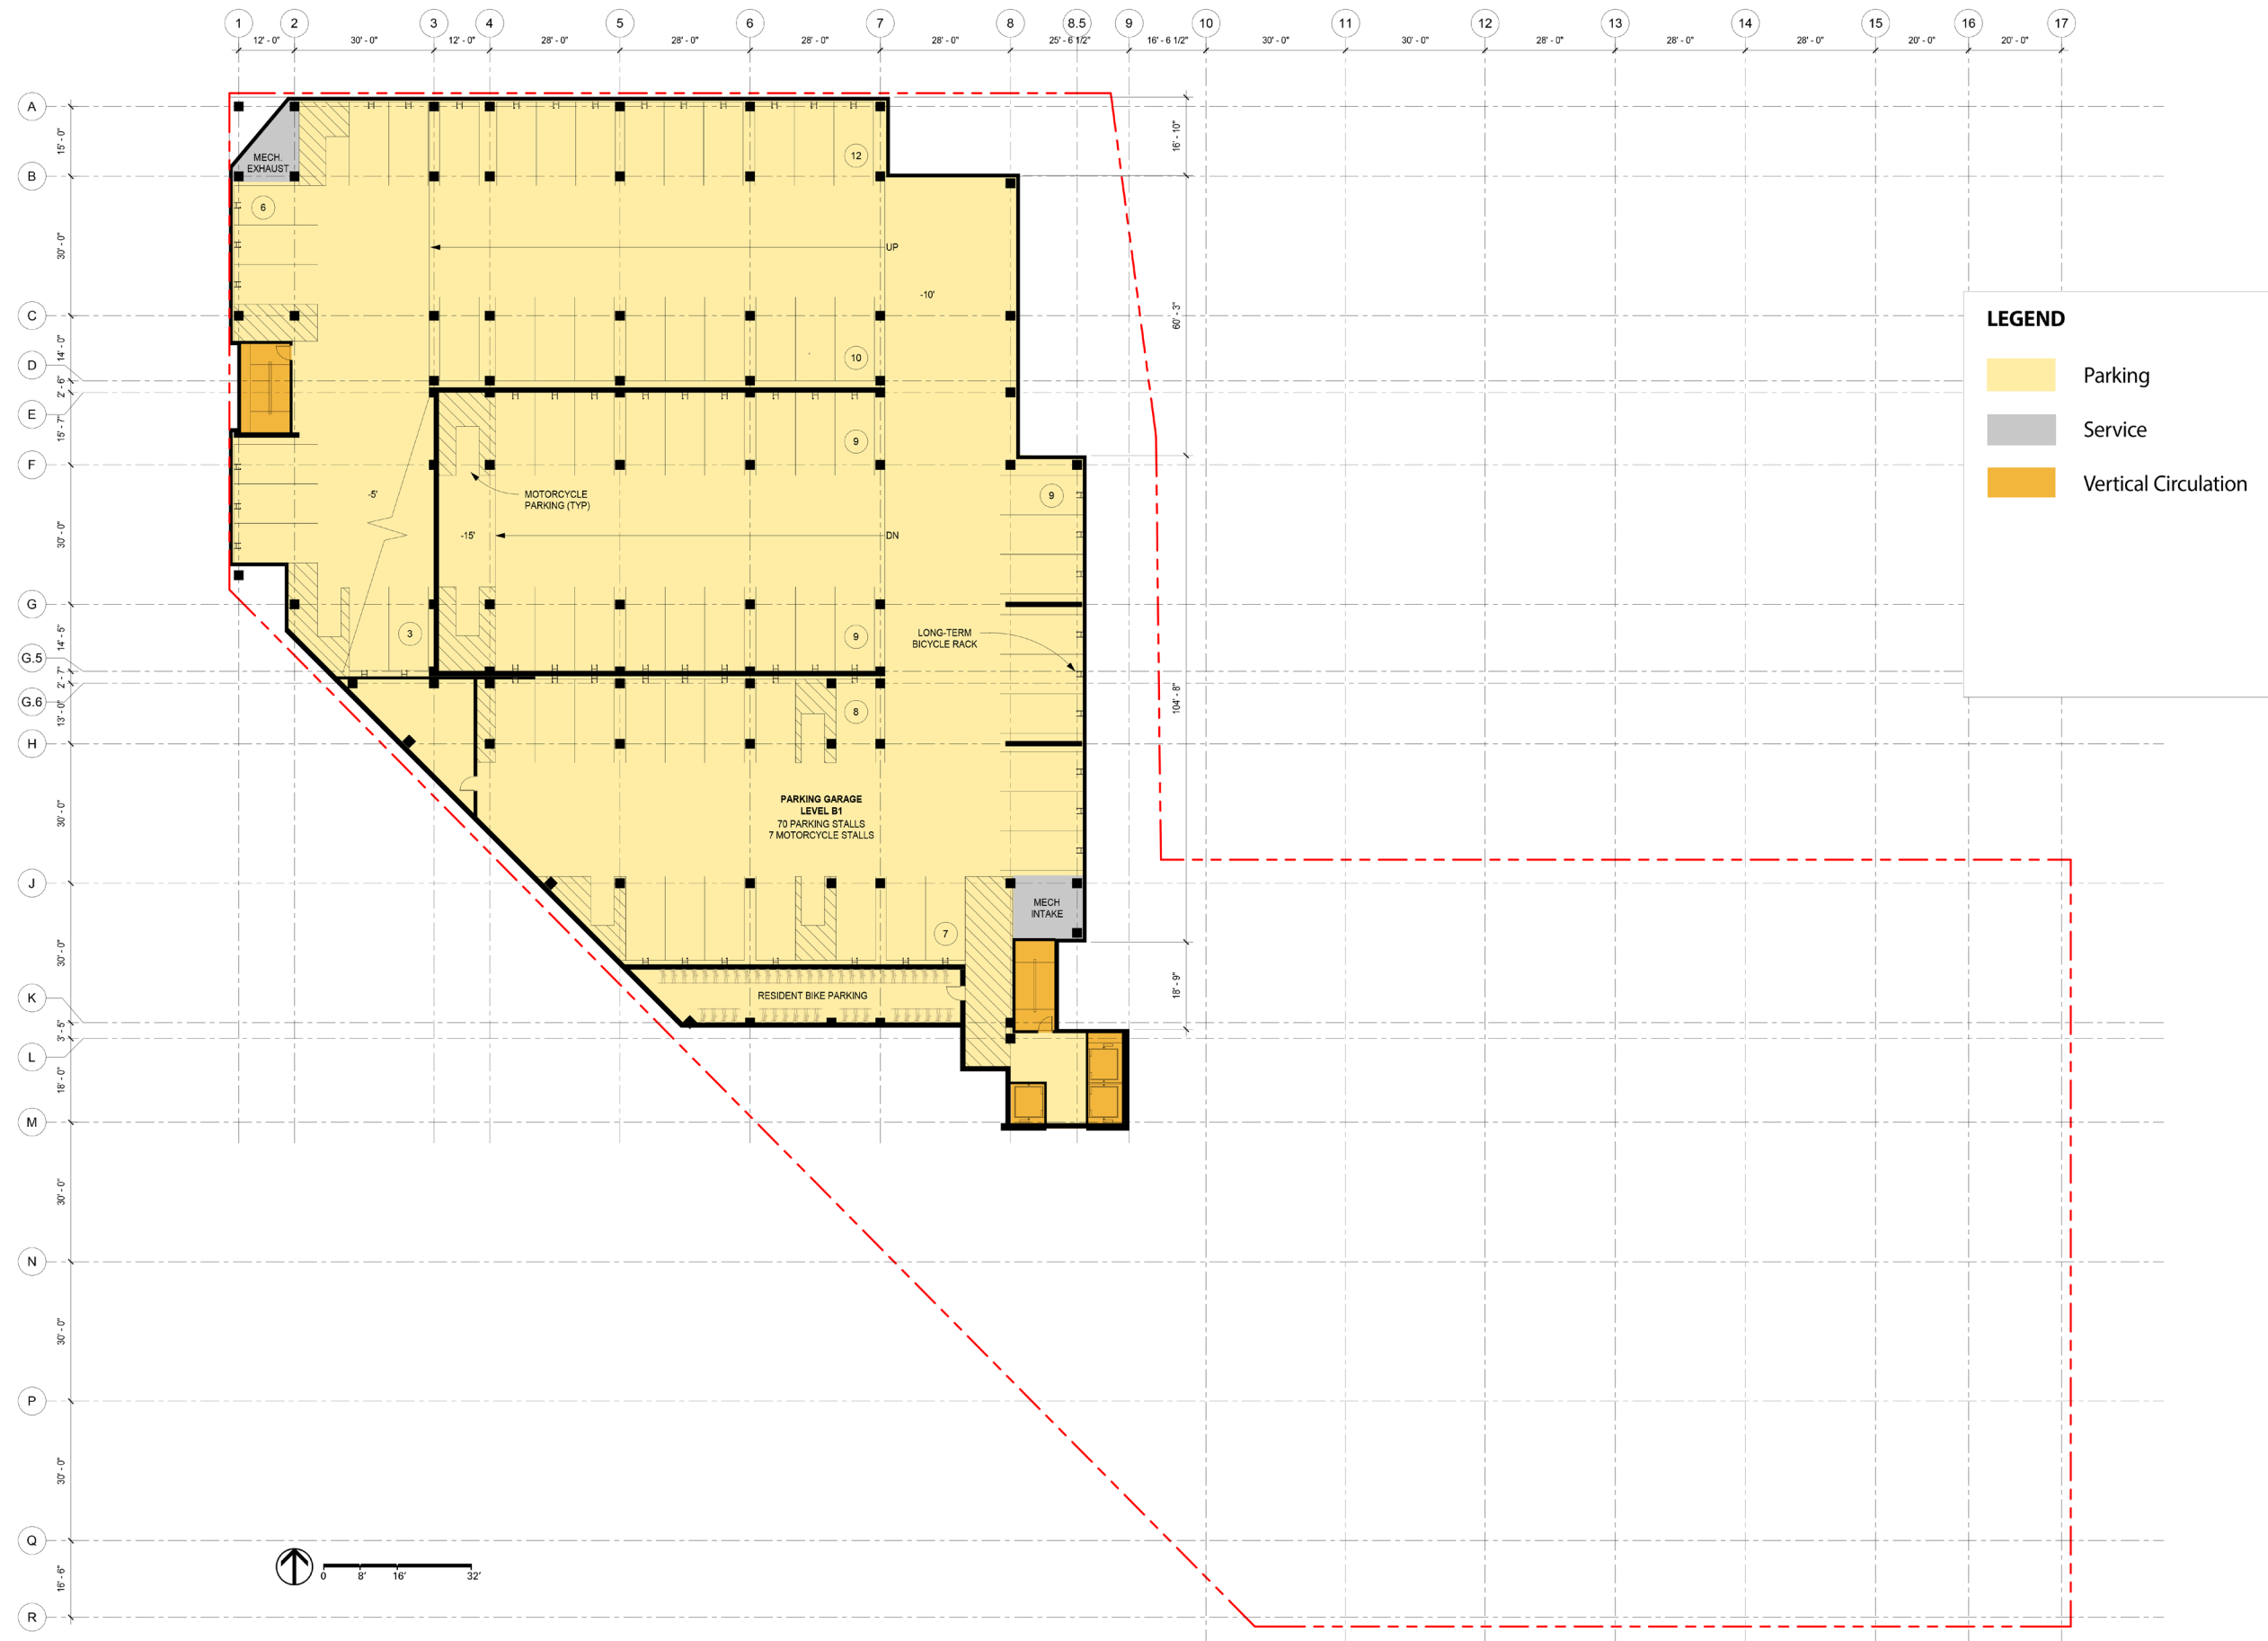 1 2 3 4 5 6 7 8 8.5 9 10 11 12 13 14 15 16 17
12' - 0" 30' - 0" 12' - 0" 28' - 0" 28' - 0" 28' - 0" 28' - 0" 25' - 6 1/2" 16' - 6 1/2" 30' - 0" 30' - 0" 28' - 0" 28' - 0" 28' - 0" 20' - 0" 20' - 0"
A
15' - 0"
B
30' - 0"
C
14' - 0"
D
2' - 6"
E
15' - 7"
F
30' - 0"
G
14' - 5"
G.5
2' - 7"
G.6
13' - 0"
H
30' - 0"
J
30' - 0"
K
3' - 5"
L
18' - 0"
M
30' - 0"
N
30' - 0"
P
30' - 0"
Q
16' - 6"
R
MECH.
EXHAUST
12
6
UP
-10'
10
9
MOTORCYCLE
PARKING (TYP)
-5'
-15'
DN
9
3
9
LONG-TERM
BICYCLE RACK
8
PARKING GARAGE
LEVEL B1
70 PARKING STALLS
7 MOTORCYCLE STALLS
MECH
INTAKE
7
RESIDENT BIKE PARKING
16' - 10"
60' - 3"
104' - 8"
18' - 9"
LEGEND
Parking
Service
Vertical Circulation
0 8' 16' 32'